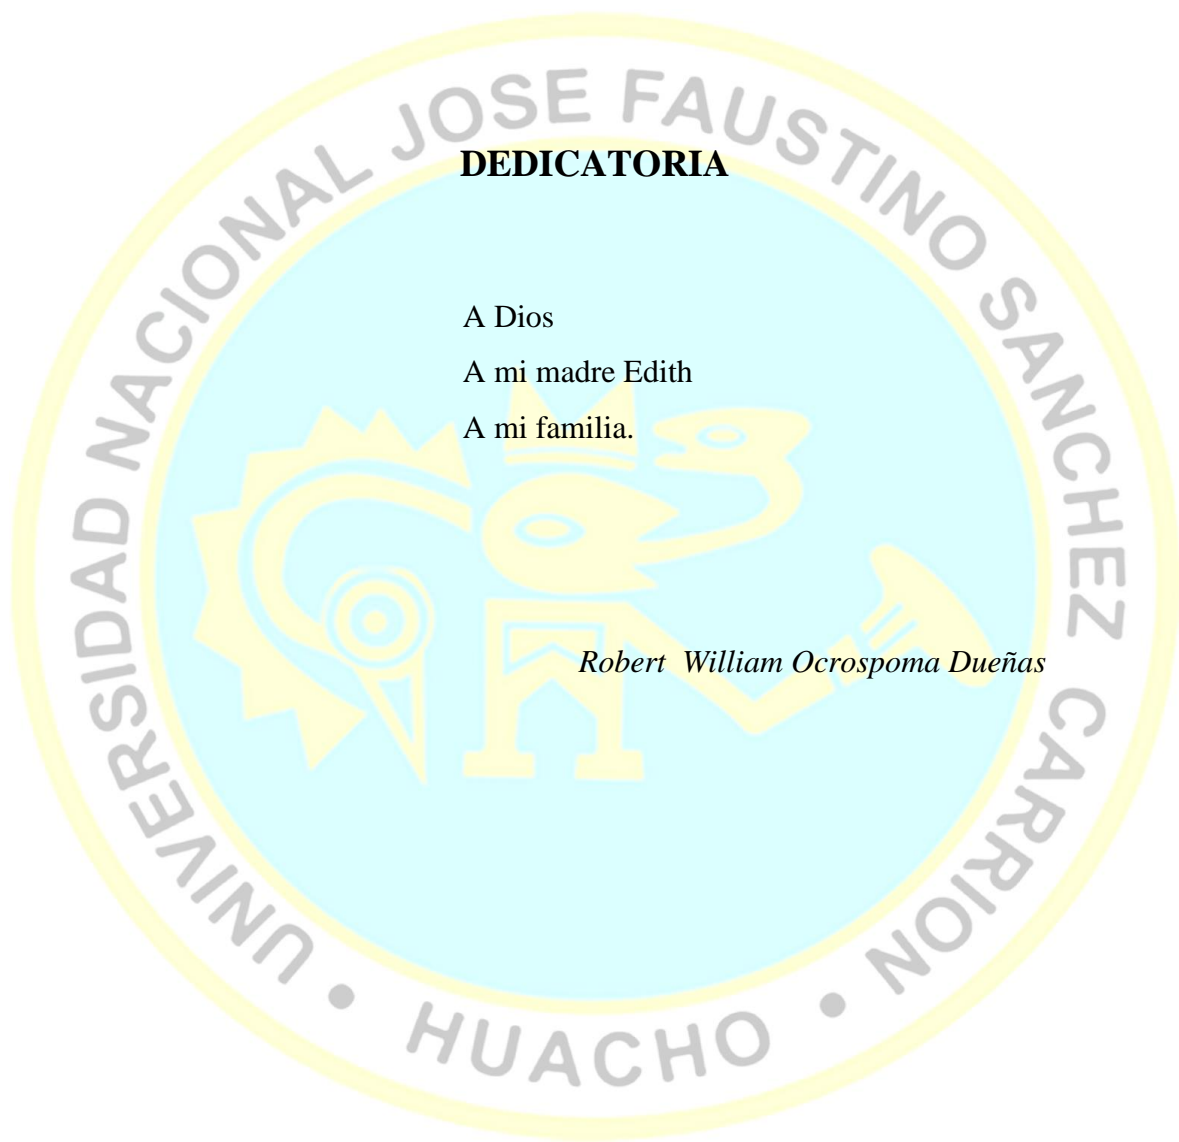 UNIVERSIDAD NACIONAL JOSE FAUSTINO SANCHEZ CARRION • HUACHO •
DEDICATORIA
A Dios
A mi madre Edith
A mi familia.
Robert William Ocrospoma Dueñas